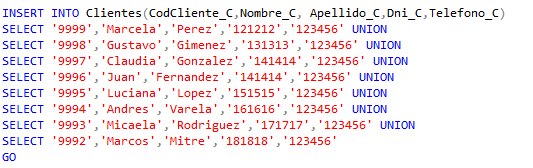 INSERT INTO Clientes(CodCliente_C,Nombre_C, Apellido_C,Dni_C,Telefono_C)
SELECT '9999','Marcela','Perez','121212','123456' UNION
SELECT '9998','Gustavo','Gimenez','131313','123456' UNION
SELECT '9997','Claudia','Gonzalez','141414','123456' UNION
SELECT '9996','Juan','Fernandez','141414','123456' UNION
SELECT '9995','Luciana','Lopez','151515','123456' UNION
SELECT '9994','Andres','Varela','161616','123456' UNION
SELECT '9993','Micaela','Rodriguez','171717','123456' UNION
SELECT '9992','Marcos','Mitre','181818','123456'
GO